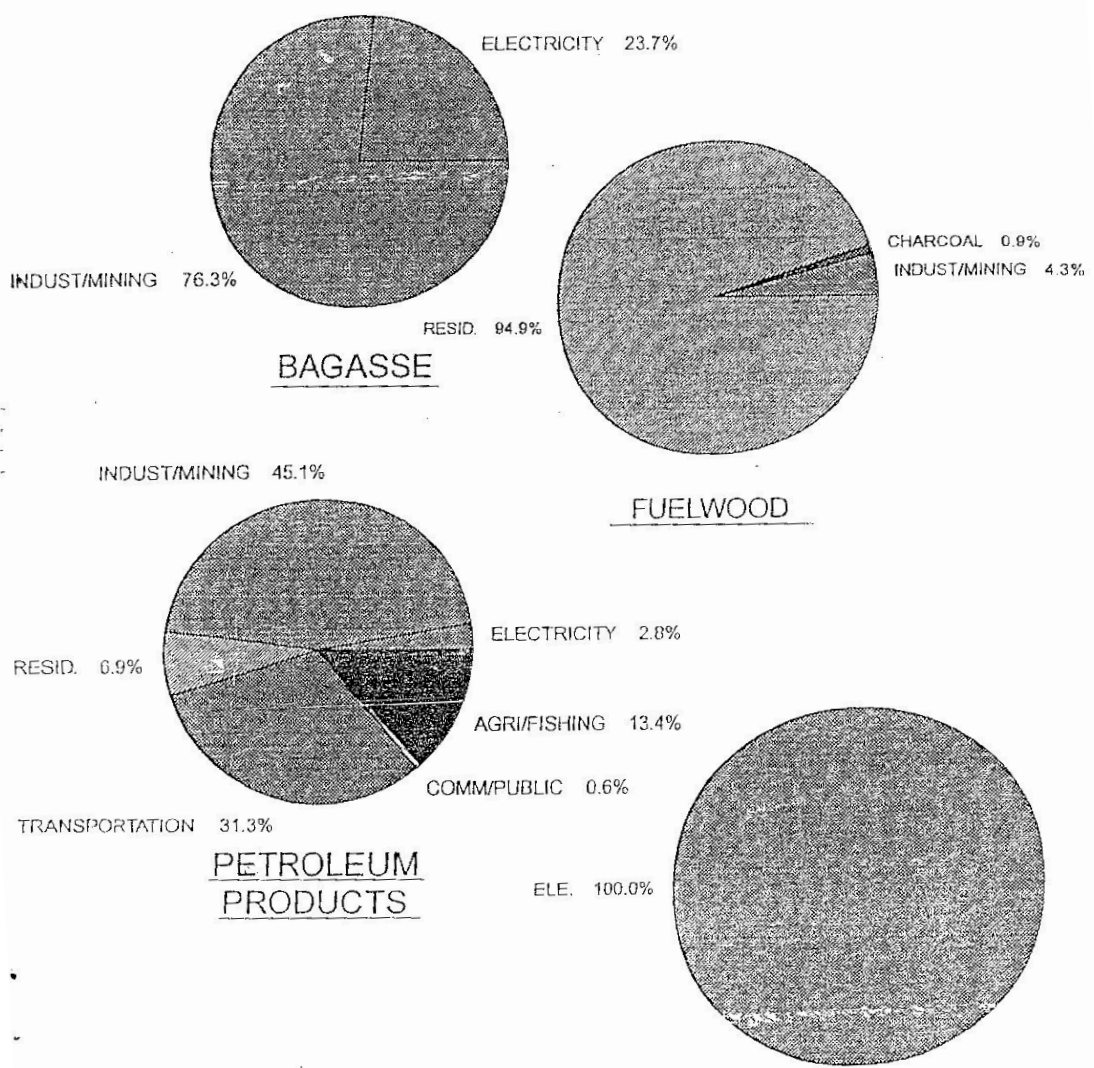 ELECTRICITY 23.7%
INDUST/MINING 76.3%
BAGASSE
CHARCOAL 0.9%
INDUST/MINING 4.3%
RESID. 94.9%
FUELWOOD
INDUST/MINING 45.1%
ELECTRICITY 2.8%
RESID. 6.9%
AGRI/FISHING 13.4%
COMM/PUBLIC 0.6%
TRANSPORTATION 31.3%
PETROLEUM
PRODUCTS
ELE. 100.0%